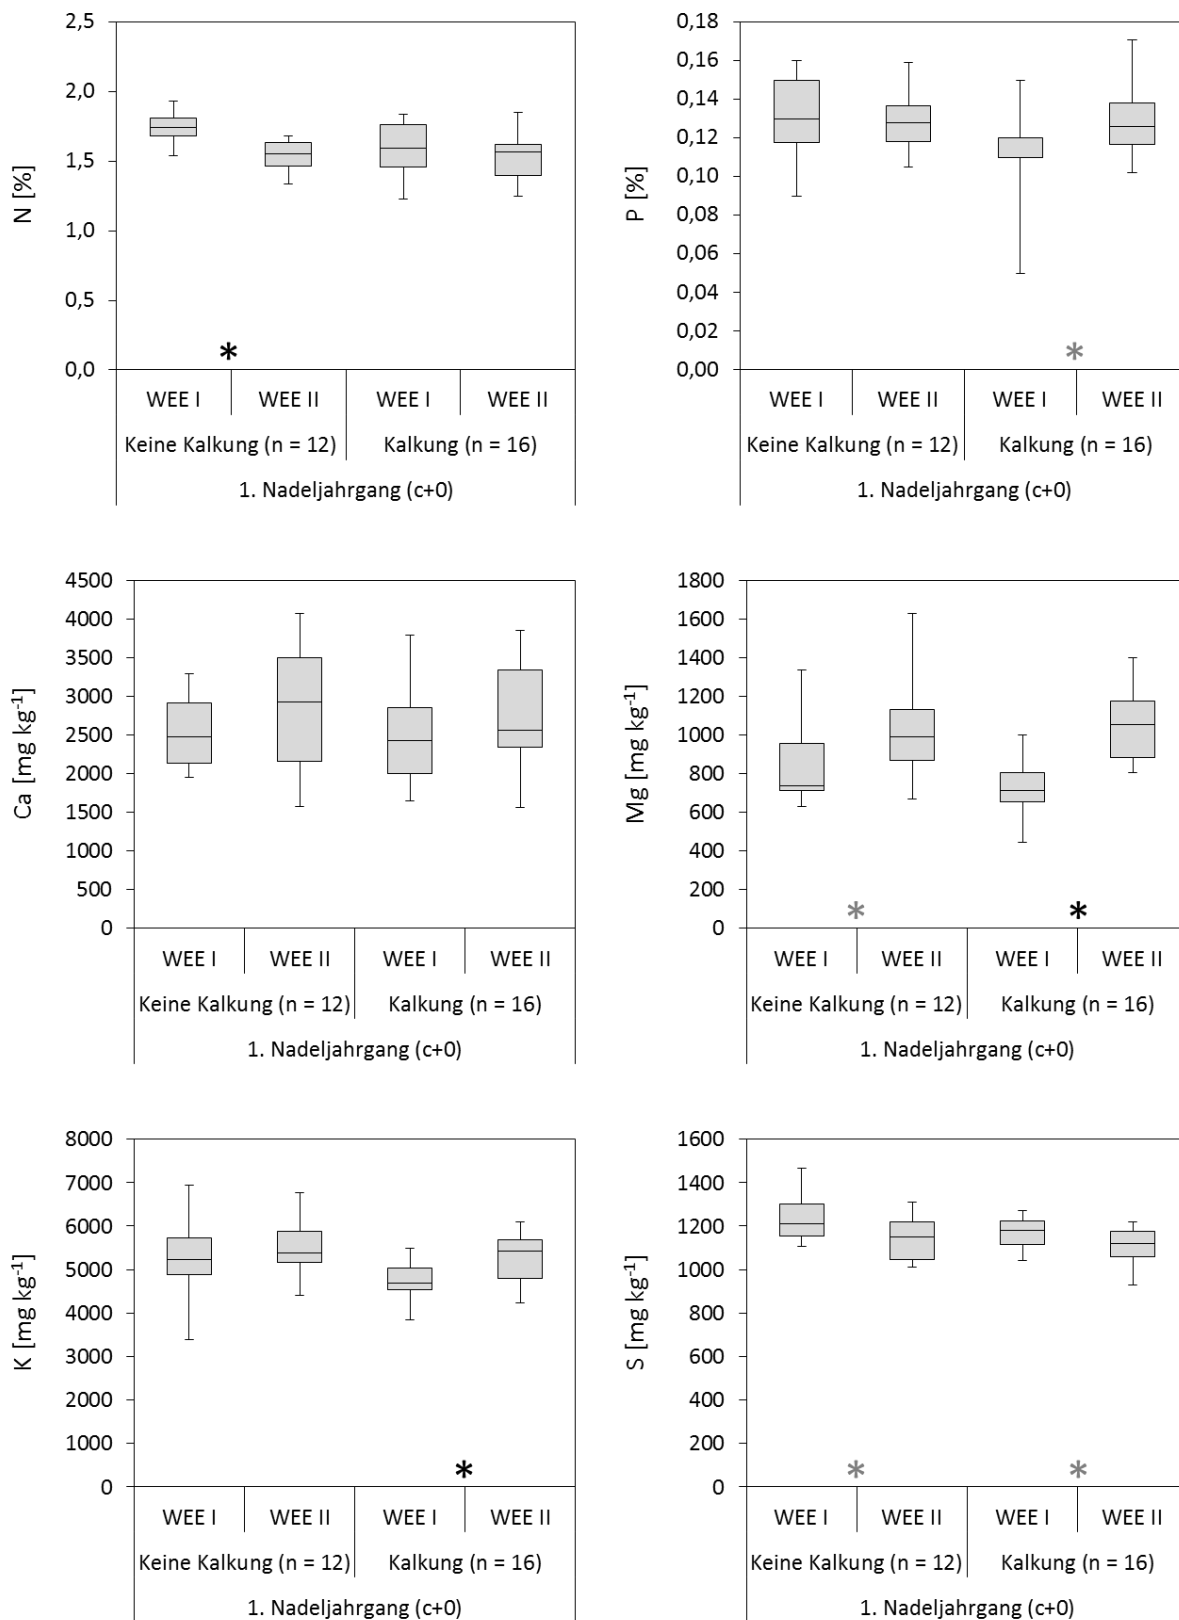 2,5
2,0
1,5
1,0
0,5
0,0
N [%]
*
WEE I WEE II WEE I WEE II
Keine Kalkung (n = 12) Kalkung (n = 16)
1. Nadeljahrgang (c+0)
0,18
0,16
0,14
0,12
0,10
0,08
0,06
0,04
0,02
0,00
P [%]
*
WEE I WEE II WEE I WEE II
Keine Kalkung (n = 12) Kalkung (n = 16)
1. Nadeljahrgang (c+0)
4500
4000
3500
3000
2500
2000
1500
1000
500
0
Ca [mg kg⁻¹]
WEE I WEE II WEE I WEE II
Keine Kalkung (n = 12) Kalkung (n = 16)
1. Nadeljahrgang (c+0)
1800
1600
1400
1200
1000
800
600
400
200
0
Mg [mg kg⁻¹]
* *
WEE I WEE II WEE I WEE II
Keine Kalkung (n = 12) Kalkung (n = 16)
1. Nadeljahrgang (c+0)
8000
7000
6000
5000
4000
3000
2000
1000
0
K [mg kg⁻¹]
*
WEE I WEE II WEE I WEE II
Keine Kalkung (n = 12) Kalkung (n = 16)
1. Nadeljahrgang (c+0)
1600
1400
1200
1000
800
600
400
200
0
S [mg kg⁻¹]
* *
WEE I WEE II WEE I WEE II
Keine Kalkung (n = 12) Kalkung (n = 16)
1. Nadeljahrgang (c+0)